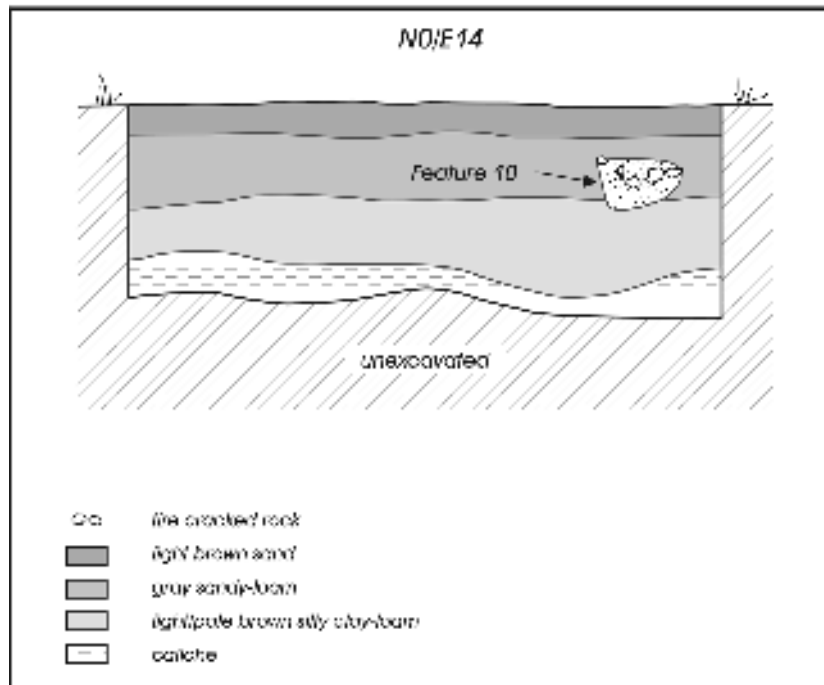 N0/E14
Feature 10
unexcavated
fire cracked rock
light brown sand
gray sandy-loam
light/pale brown silty clay-loam
caliche